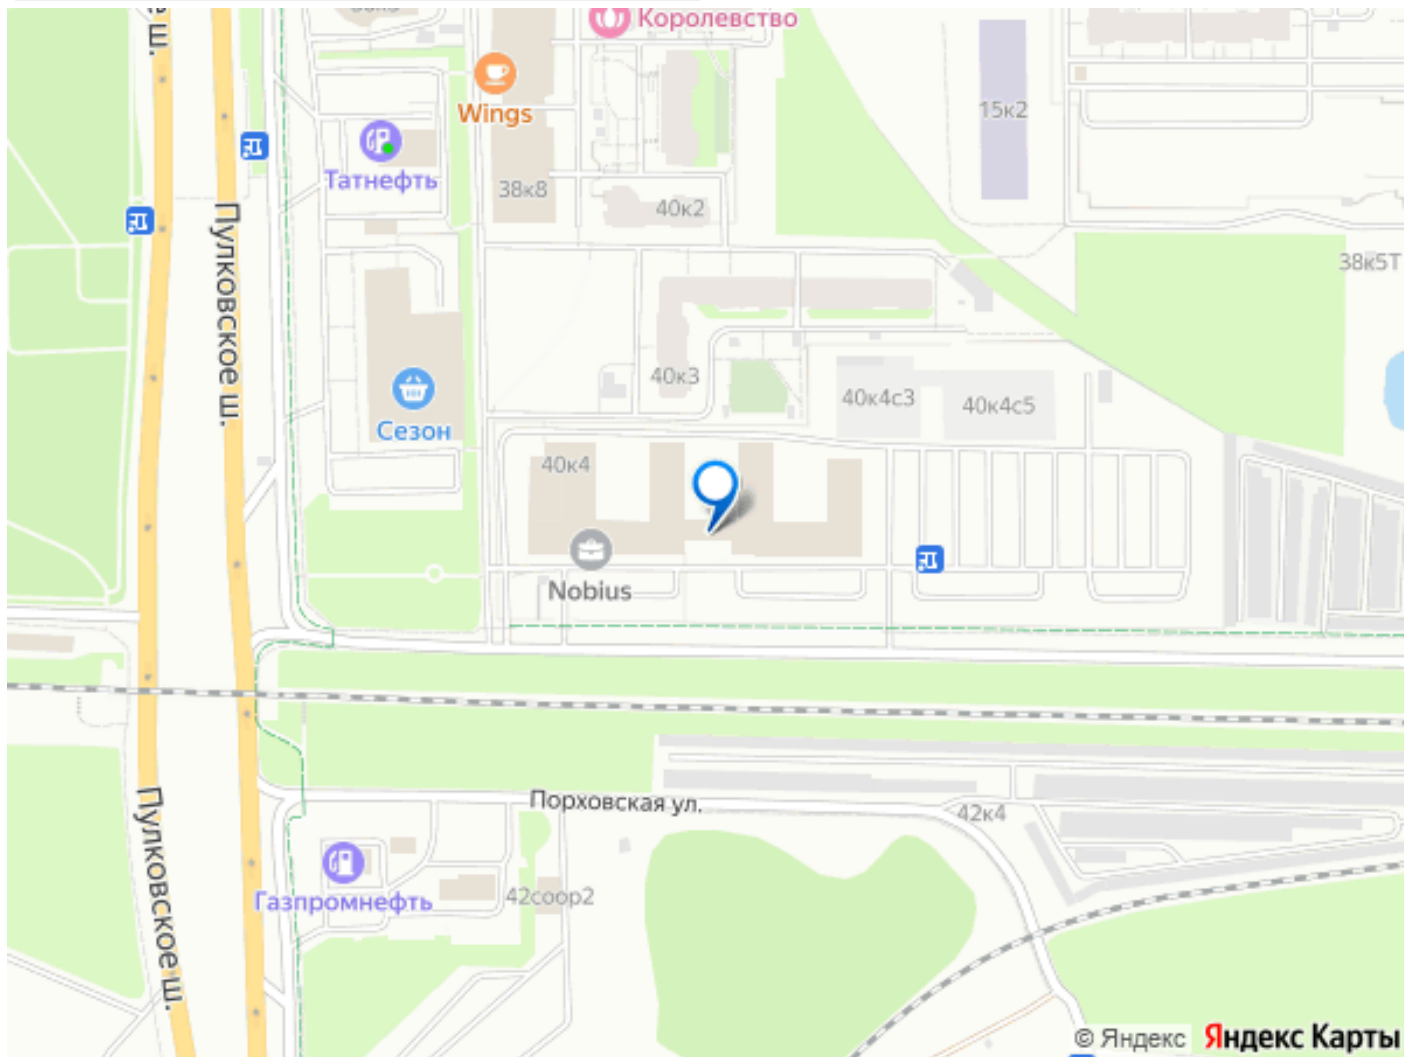 Королевство
ш.
Wings
15к2
Татнефть
38к8
40к2
Пулковское ш.
38к5Т
40к3
40к4с3
40к4с5
Сезон
40к4
Nobius
Порховская ул.
42к4
Пулковское ш.
Газпромнефть
42соор2
© Яндекс Яндекс Карты